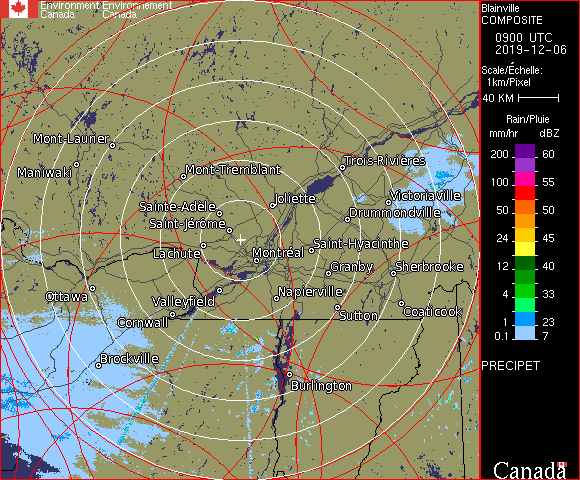 Environment Environnement
Canada Canada
Blainville
COMPOSITE
0900 UTC
2019-12-06
Scale/Échelle:
1km/Pixel
40 KM
Rain/Pluie
mm/hr dBZ
200 60
100 55
50 50
24 45
12 40
4 33
1 23
0.1 7
PRECIPET
Mont-Laurier
Maniwaki
Mont-Tremblant
Trois-Rivières
Sainte-Adèle
Joliette
Victoriaville
Saint-Jérôme
Drummondville
Lachute
Montréal
Saint-Hyacinthe
Granby
Sherbrooke
Ottawa
Valleyfield
Napierville
Cornwall
Sutton
Coaticook
Brockville
Burlington
Canada